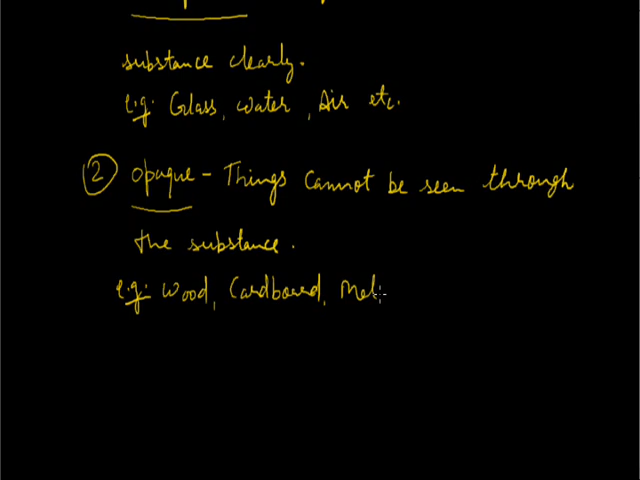 substance clearly.
e.g: Glass, water, Air etc.
2 opaque - Things cannot be seen through
the substance.
e.g: Wood, Cardboard,